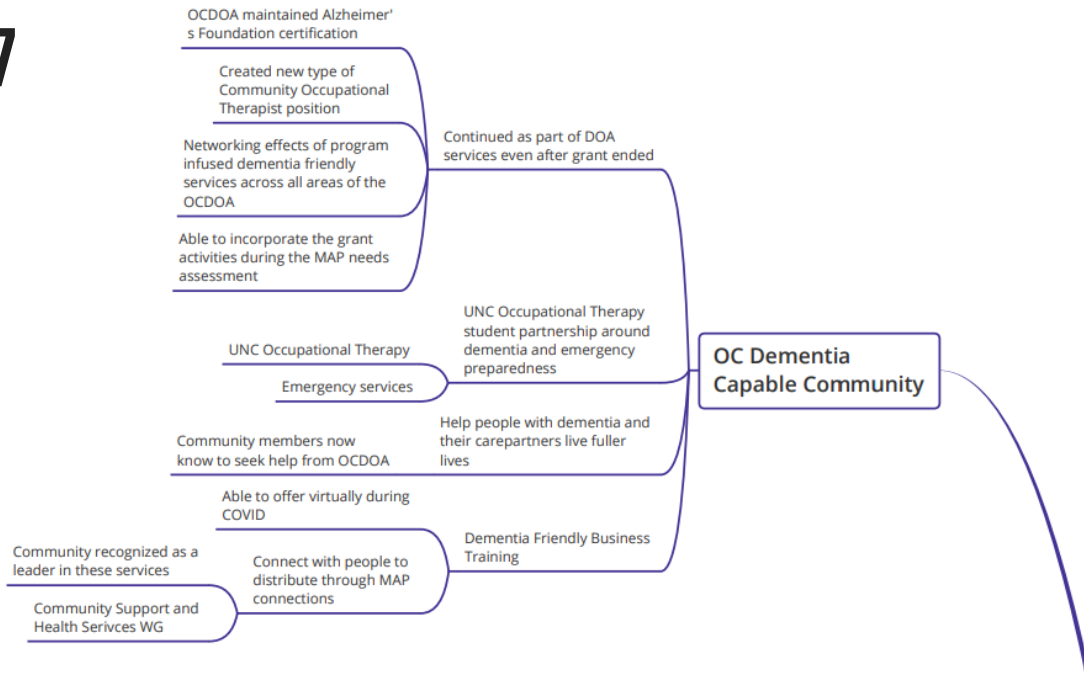 7
OCDOA maintained Alzheimer'
s Foundation certification
Created new type of
Community Occupational
Therapist position
Networking effects of program
infused dementia friendly
services across all areas of the
OCDOA
Able to incorporate the grant
activities during the MAP needs
assessment
Continued as part of DOA
services even after grant ended
UNC Occupational Therapy
Emergency services
UNC Occupational Therapy
student partnership around
dementia and emergency
preparedness
Community members now
know to seek help from OCDOA
Help people with dementia and
their carepartners live fuller
lives
Able to offer virtually during
COVID
Community recognized as a
leader in these services
Community Support and
Health Serivces WG
Connect with people to
distribute through MAP
connections
Dementia Friendly Business
Training
OC Dementia
Capable Community